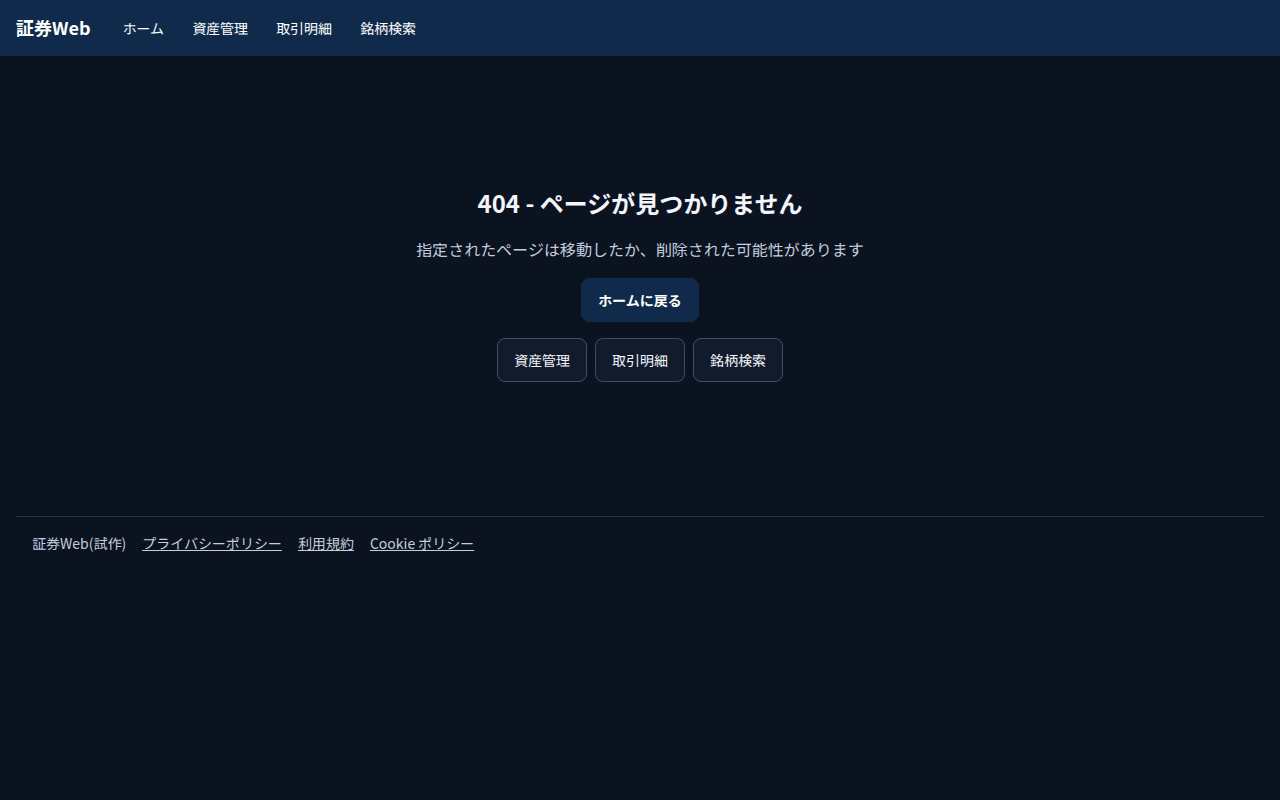 証券Web ホーム 資産管理 取引明細 銘柄検索
404 - ページが見つかりません
指定されたページは移動したか、削除された可能性があります
ホームに戻る
資産管理 取引明細 銘柄検索
証券Web(試作) プライバシーポリシー 利用規約 Cookie ポリシー